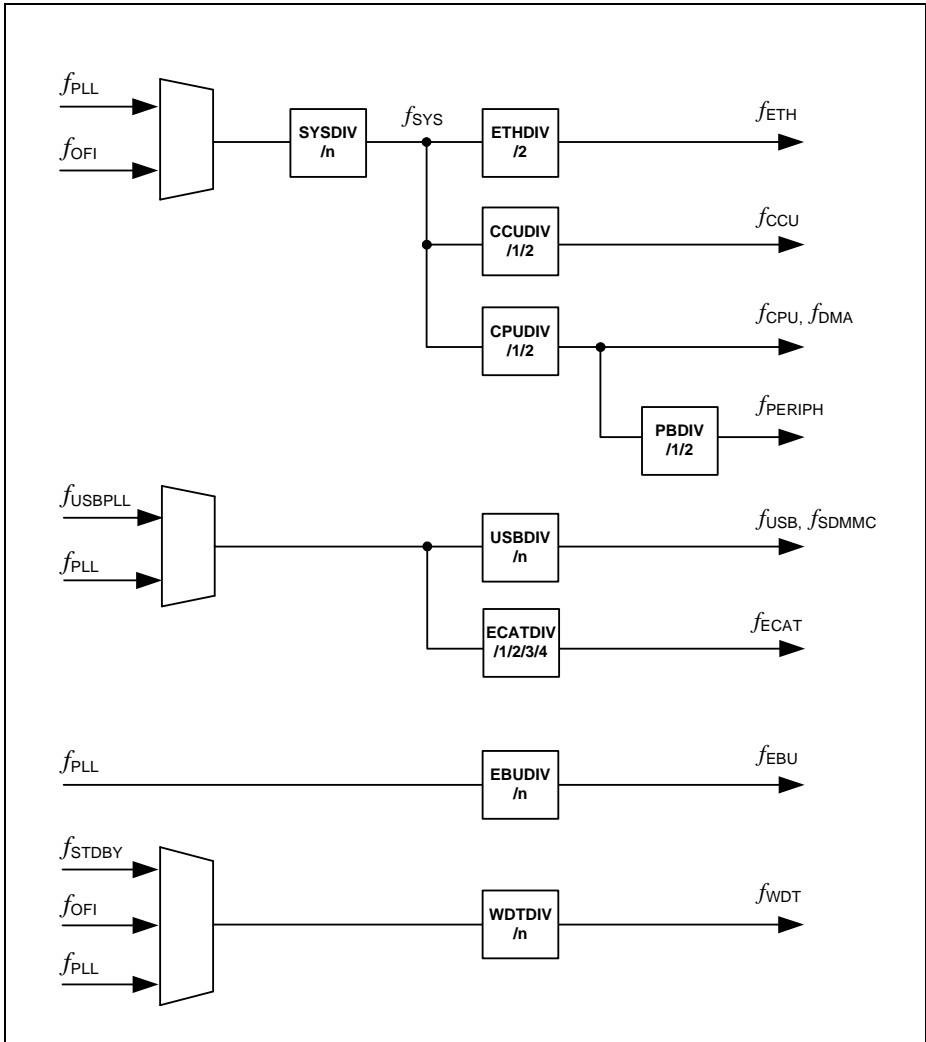 fPLL
fOFI
SYSDIV
/n
fSYS
ETHDIV
/2
fETH
CCUDIV
/1/2
fCCU
CPUDIV
/1/2
fCPU, fDMA
PBDIV
/1/2
fPERIPH
fUSBPLL
fPLL
USBDIV
/n
fUSB, fSDMMC
ECATDIV
/1/2/3/4
fECAT
fPLL
EBUDIV
/n
fEBU
fSTDBY
fOFI
fPLL
WDTDIV
/n
fWDT